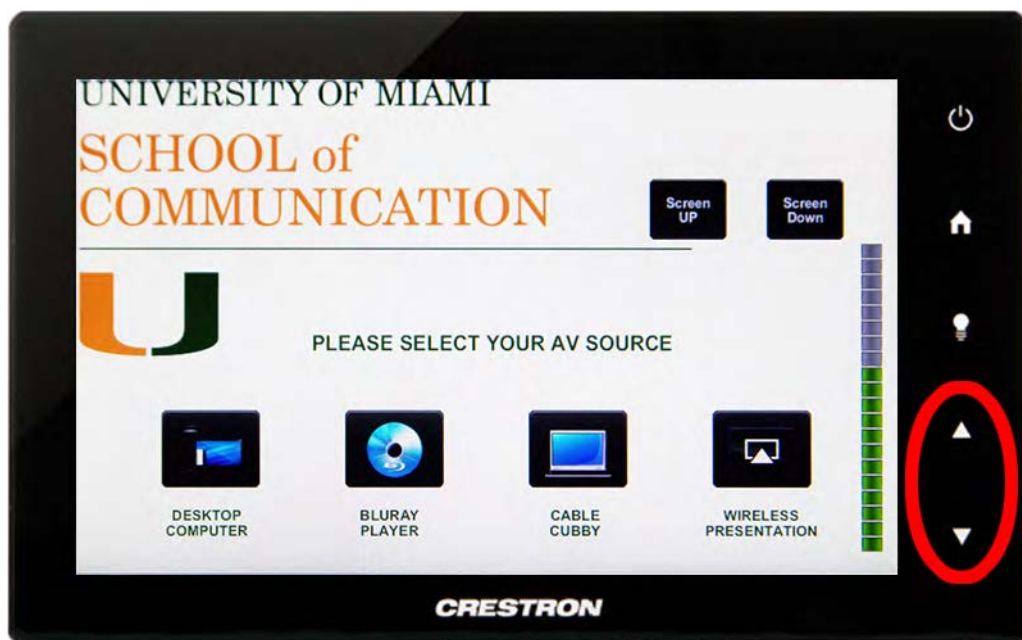 UNIVERSITY OF MIAMI
SCHOOL of
COMMUNICATION
Screen
UP
Screen
Down
PLEASE SELECT YOUR AV SOURCE
DESKTOP
COMPUTER
BLURAY
PLAYER
CABLE
CUBBY
WIRELESS
PRESENTATION
CRESTRON